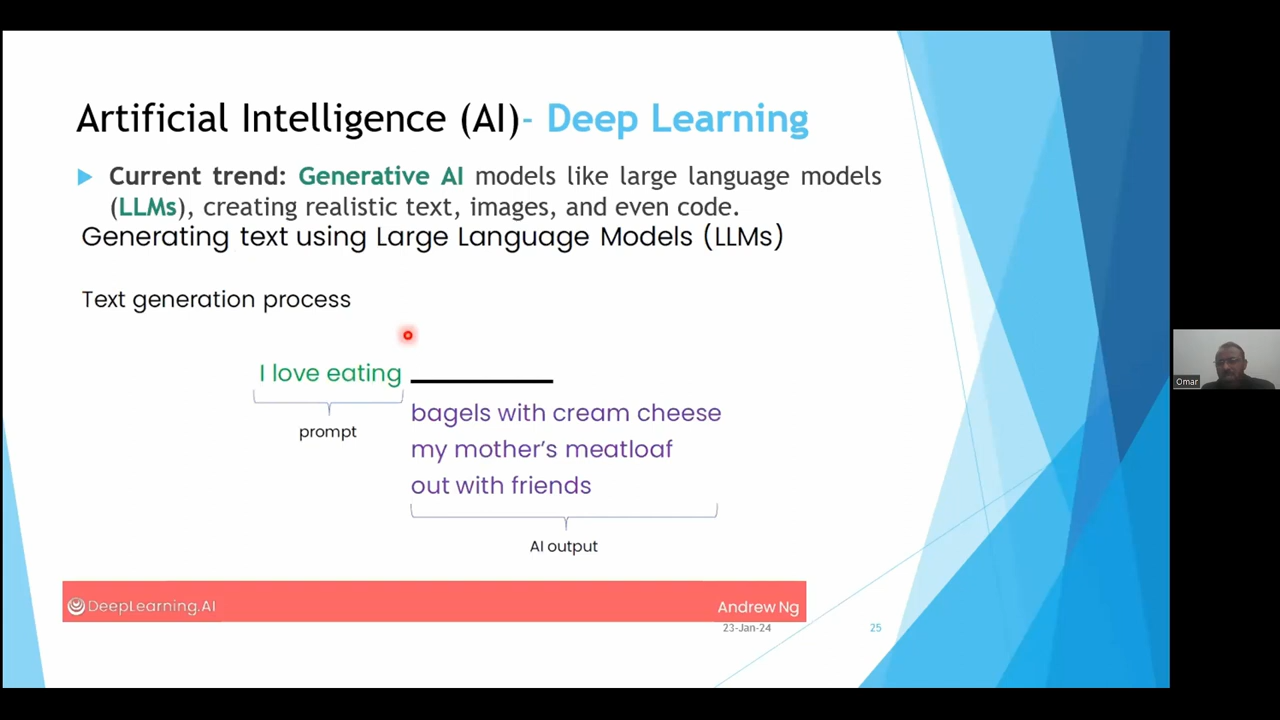 Artificial Intelligence (AI)- Deep Learning
Current trend: Generative AI models like large language models
(LLMs), creating realistic text, images, and even code.
Generating text using Large Language Models (LLMs)
Text generation process
I love eating
prompt
bagels with cream cheese
my mother's meatloaf
out with friends
AI output
DeepLearning.AI
Andrew Ng
23-Jan-24
25
Omar